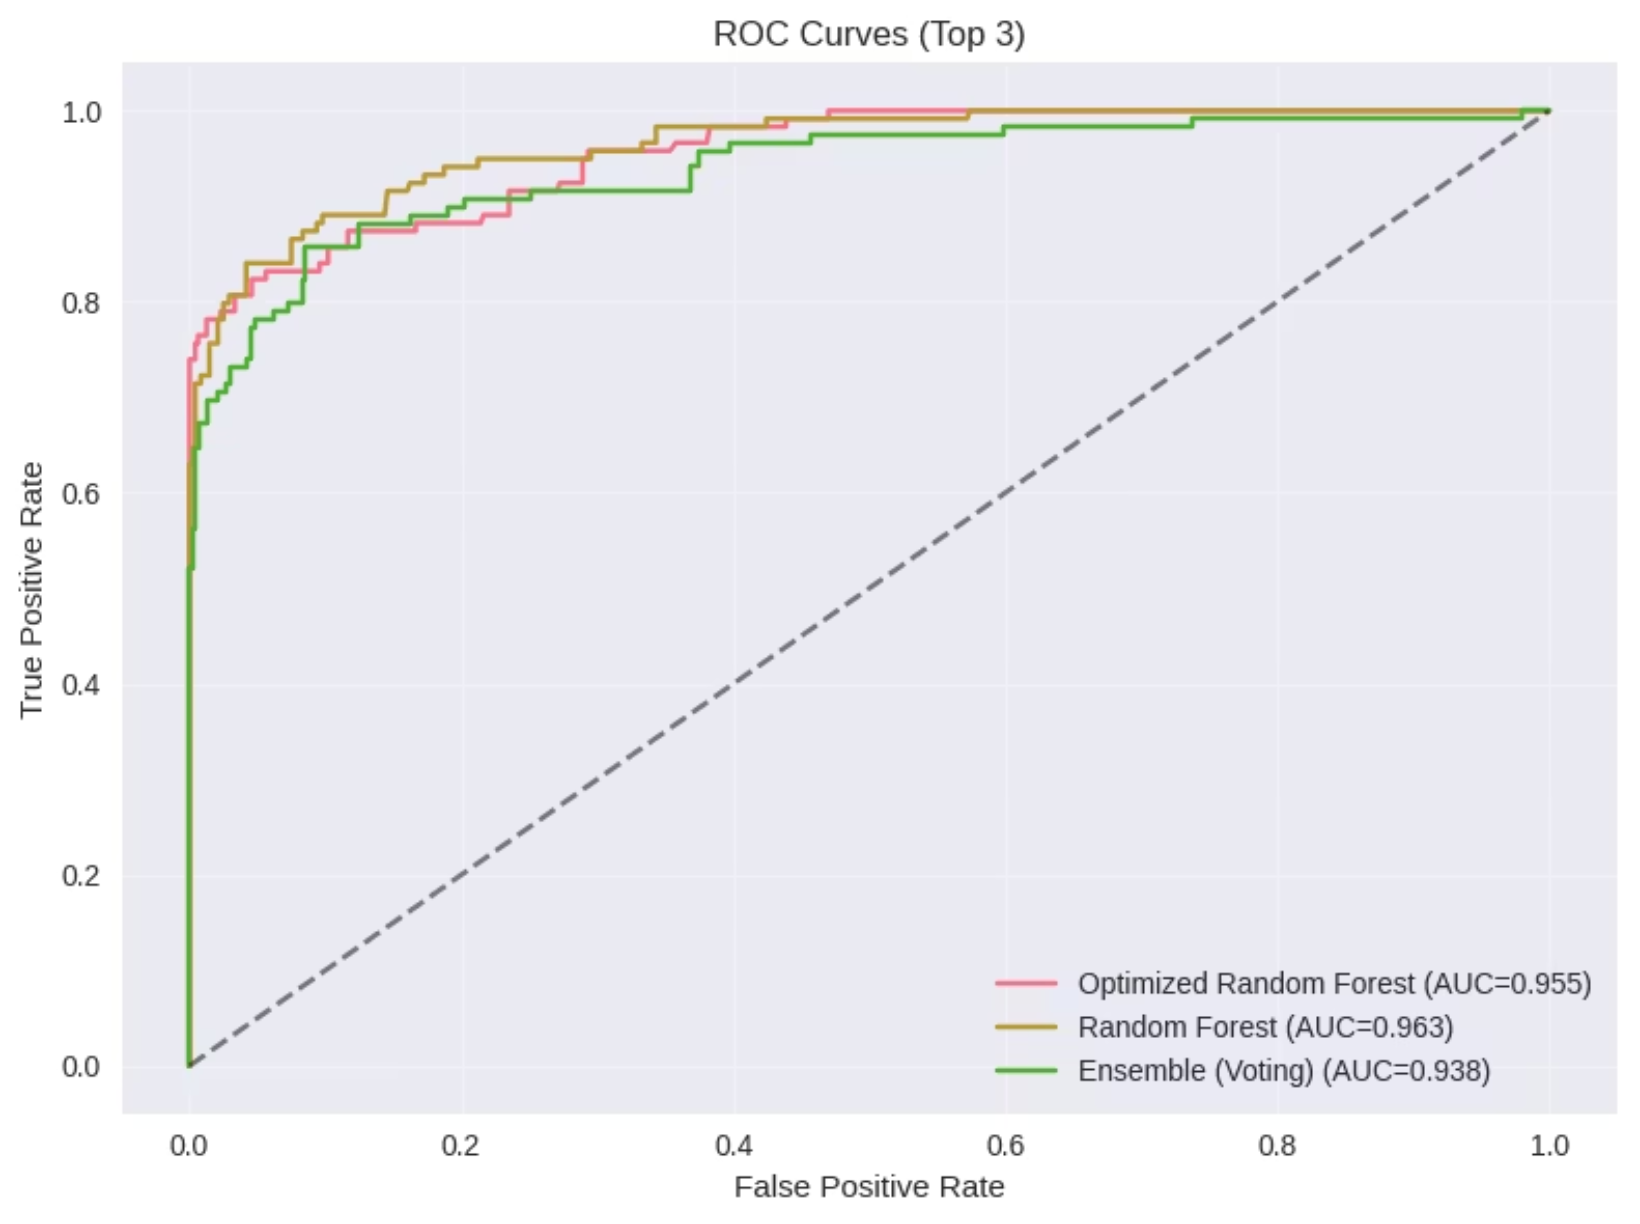 ROC Curves (Top 3)
True Positive Rate
1.0
0.8
0.6
0.4
0.2
0.0
0.0 0.2 0.4 0.6 0.8 1.0
False Positive Rate
Optimized Random Forest (AUC=0.955)
Random Forest (AUC=0.963)
Ensemble (Voting) (AUC=0.938)